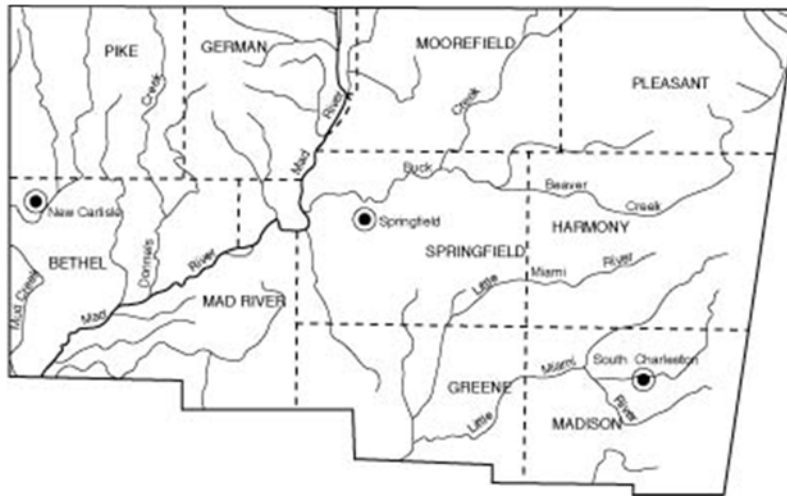 PIKE
GERMAN
MOOREFIELD
PLEASANT
Creek
River
Creek
Mad
Buck
Beaver
Creek
New Carlisle
Springfield
HARMONY
SPRINGFIELD
BETHEL
Donnels
River
River
Miami
Little
Mud Creek
Mad
MAD RIVER
South Charleston
Miami
GREENE
River
Little
MADISON